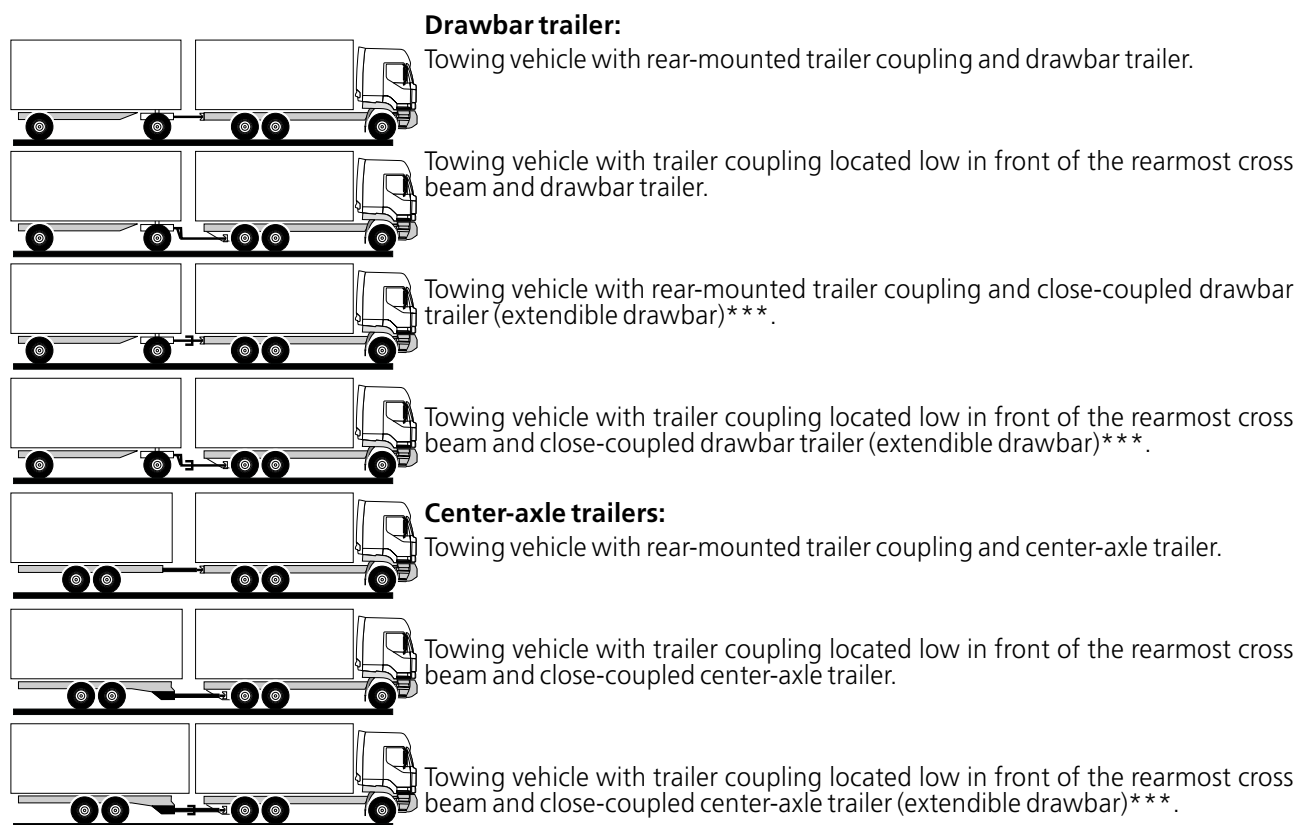 Drawbar trailer:
Towing vehicle with rear-mounted trailer coupling and drawbar trailer.
Towing vehicle with trailer coupling located low in front of the rearmost cross
beam and drawbar trailer.
Towing vehicle with rear-mounted trailer coupling and close-coupled drawbar
trailer (extendible drawbar)***.
Towing vehicle with trailer coupling located low in front of the rearmost cross
beam and close-coupled drawbar trailer (extendible drawbar)***.
Center-axle trailers:
Towing vehicle with rear-mounted trailer coupling and center-axle trailer.
Towing vehicle with trailer coupling located low in front of the rearmost cross
beam and close-coupled center-axle trailer.
Towing vehicle with trailer coupling located low in front of the rearmost cross
beam and close-coupled center-axle trailer (extendible drawbar)***.